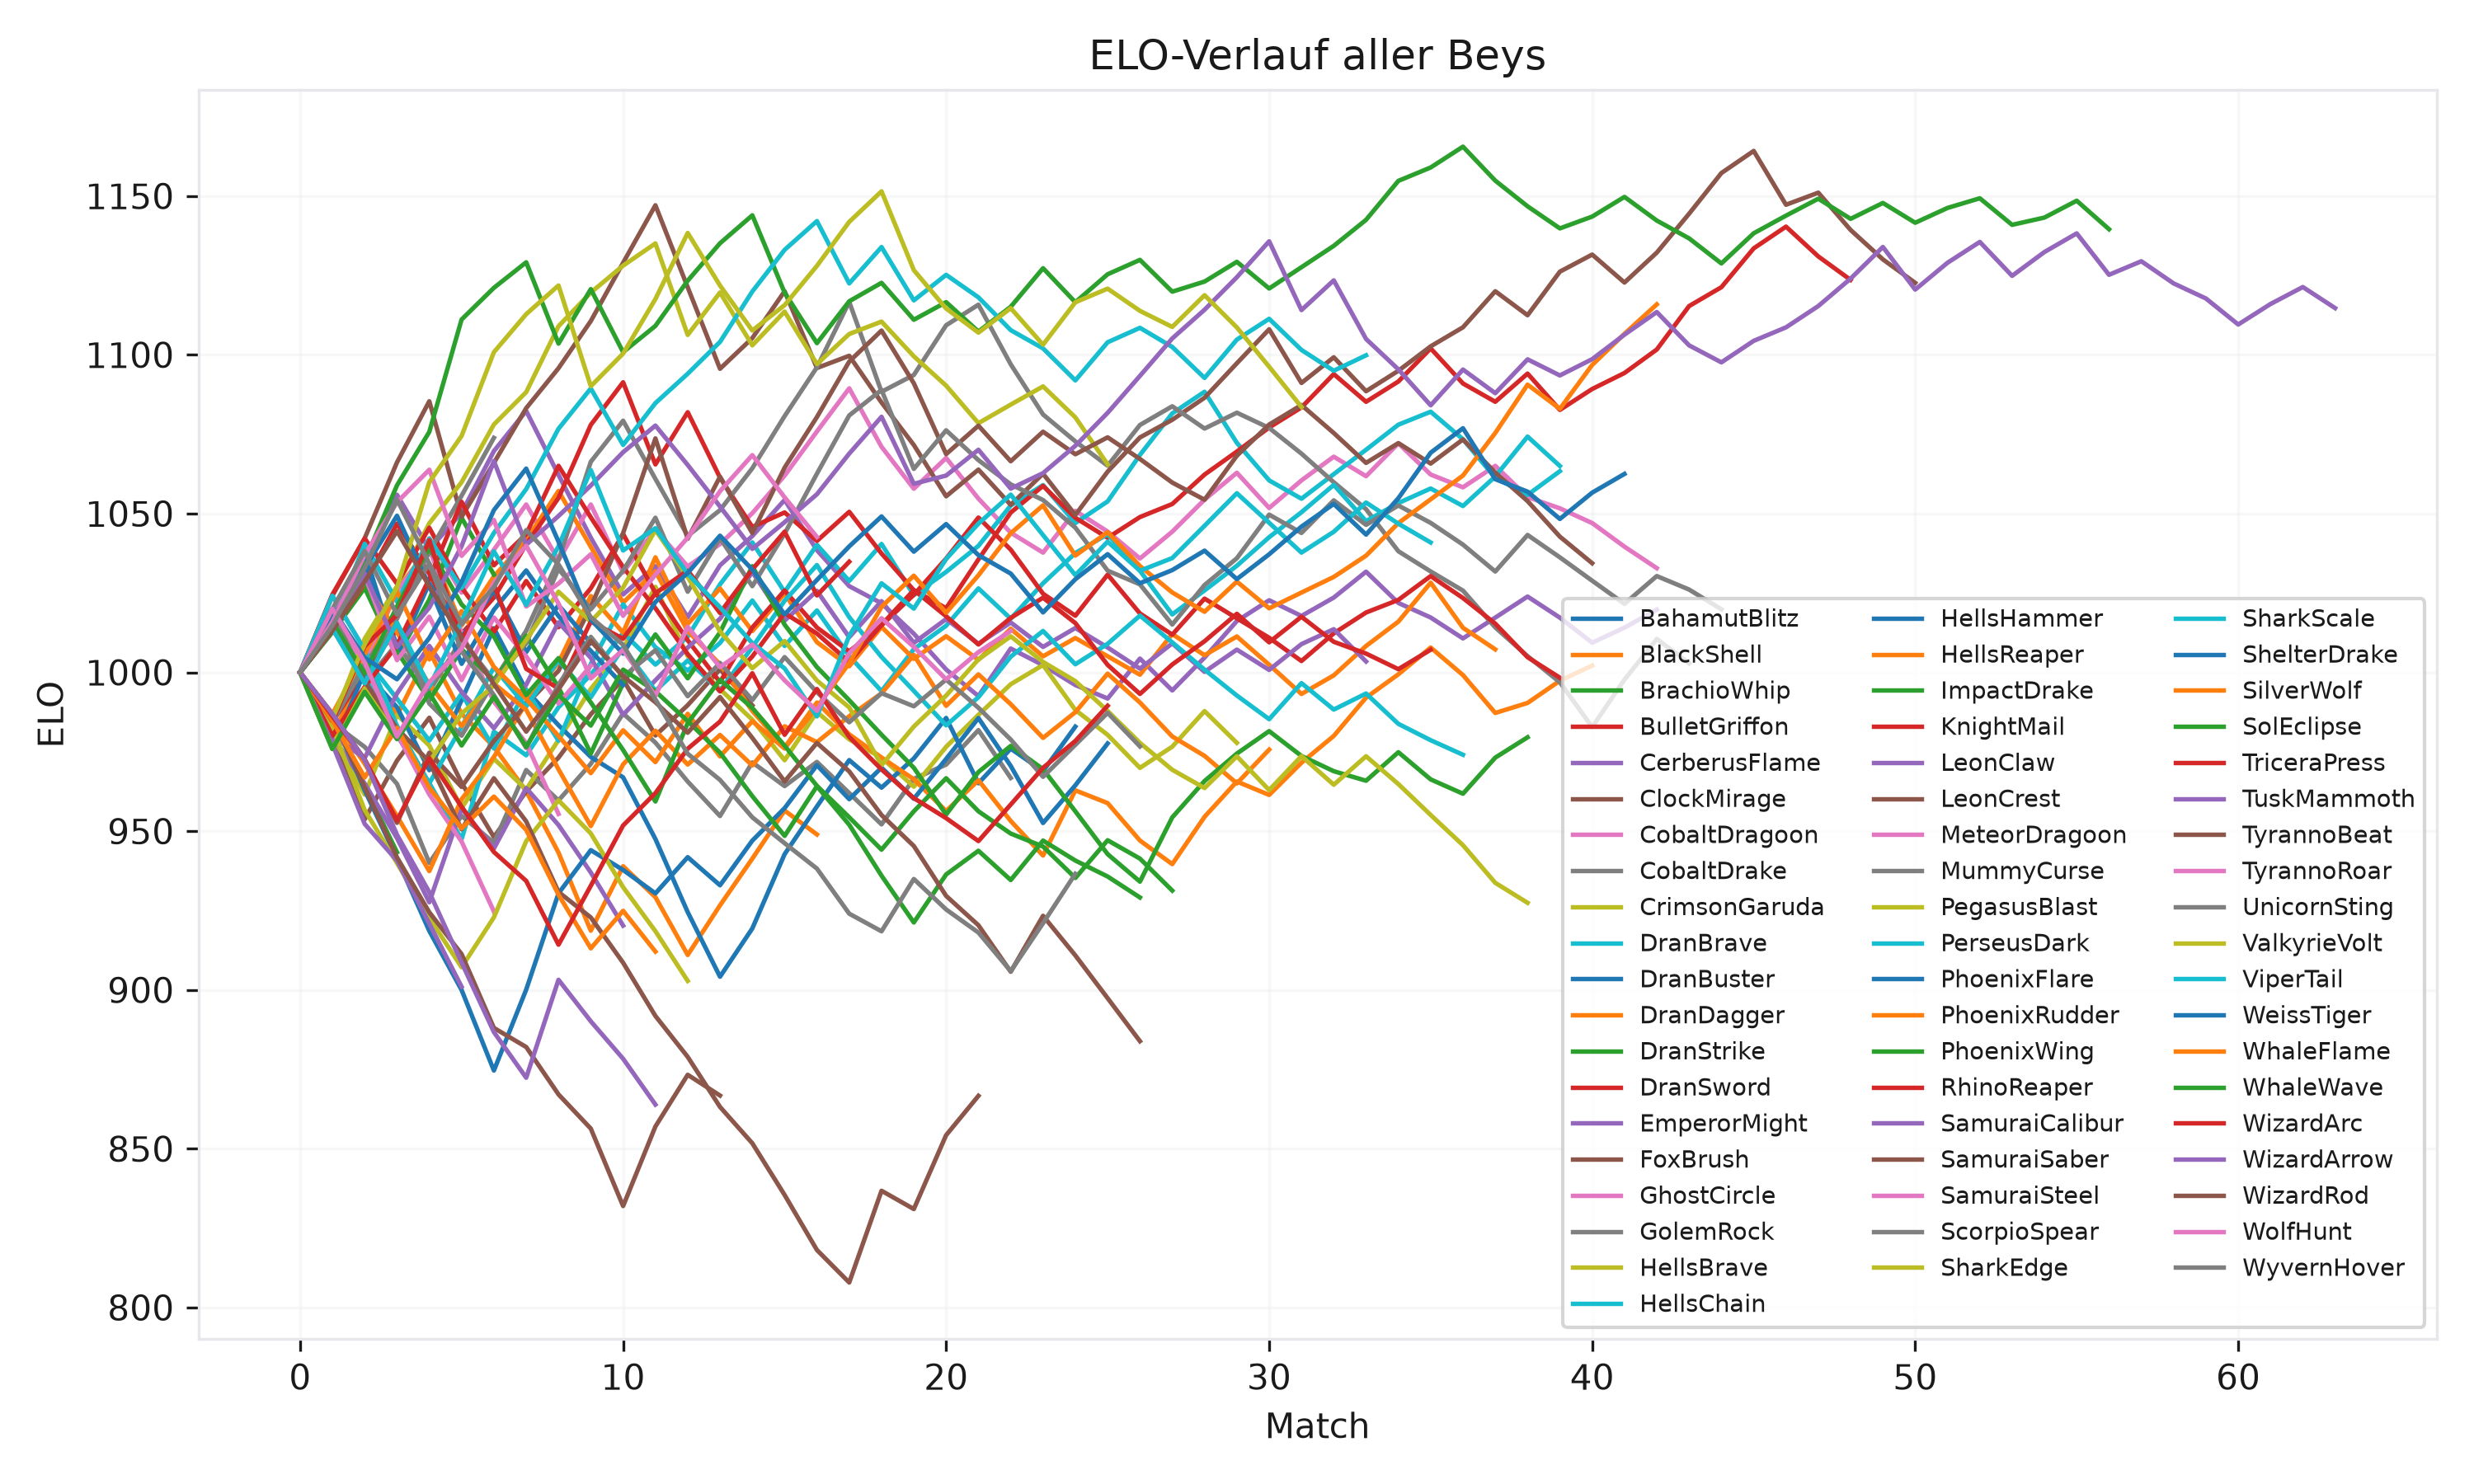 ELO-Verlauf aller Beys
ELO
1150
1100
1050
1000
950
900
850
800
0 10 20 30 40 50 60
Match
BahamutBlitz
BlackShell
BrachioWhip
BulletGriffon
CerberusFlame
ClockMirage
CobaltDragoon
CobaltDrake
CrimsonGaruda
DranBrave
DranBuster
DranDagger
DranStrike
DranSword
EmperorMight
FoxBrush
GhostCircle
GolemRock
HellsBrave
HellsChain
HellsHammer
HellsReaper
ImpactDrake
KnightMail
LeonClaw
LeonCrest
MeteorDragoon
MummyCurse
PegasusBlast
PerseusDark
PhoenixFlare
PhoenixRudder
PhoenixWing
RhinoReaper
SamuraiCalibur
SamuraiSaber
SamuraiSteel
ScorpioSpear
SharkEdge
SharkScale
ShelterDrake
SilverWolf
SolEclipse
TriceraPress
TuskMammoth
TyrannoBeat
TyrannoRoar
UnicornSting
ValkyrieVolt
ViperTail
WeissTiger
WhaleFlame
WhaleWave
WizardArc
WizardArrow
WizardRod
WolfHunt
WyvernHover